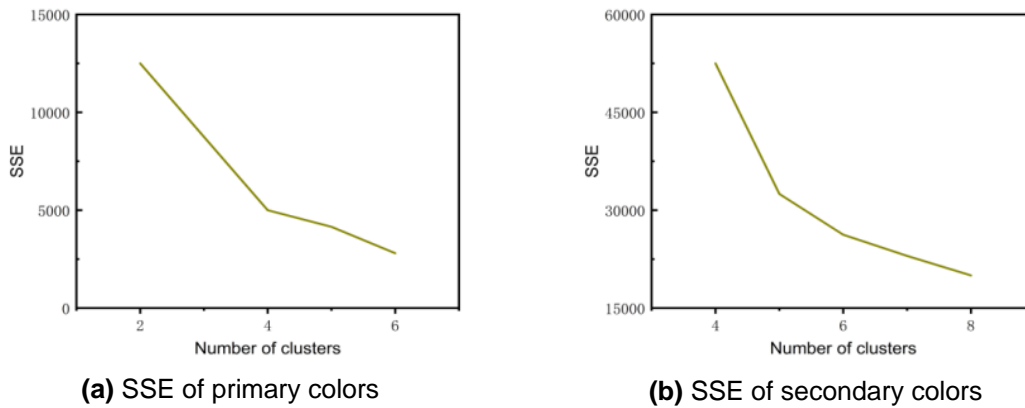 15000
10000
5000
0
SSE
2 4 6
Number of clusters
(a) SSE of primary colors
60000
45000
30000
15000
SSE
4 6 8
Number of clusters
(b) SSE of secondary colors